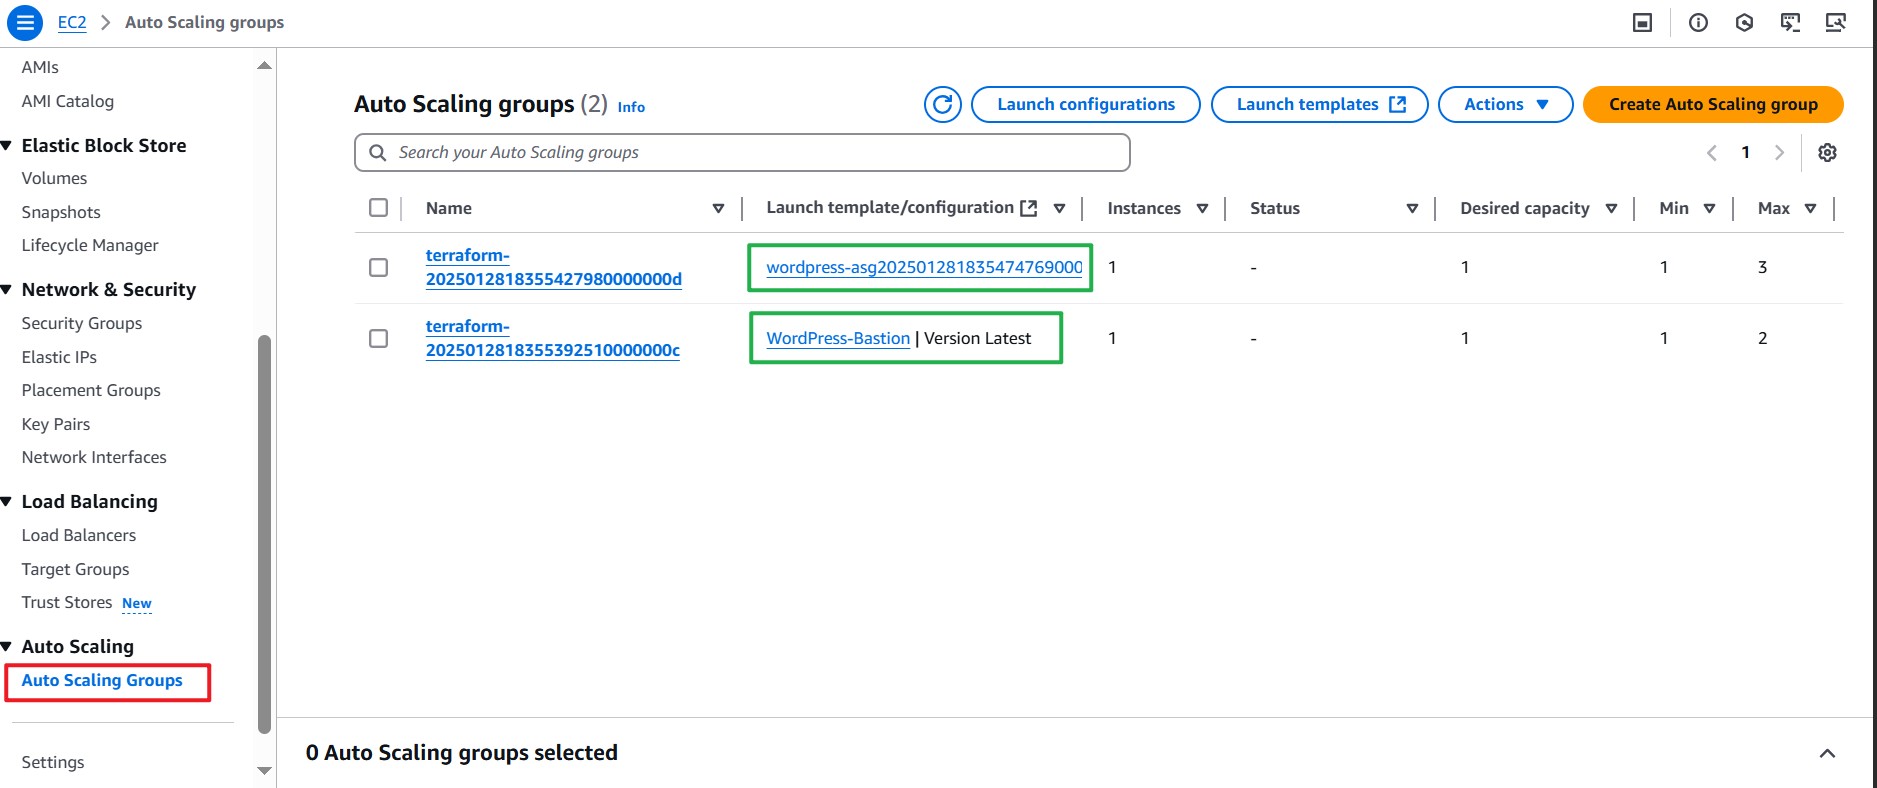 EC2 > Auto Scaling groups
AMIs
AMI Catalog
Elastic Block Store
Volumes
Snapshots
Lifecycle Manager
Network & Security
Security Groups
Elastic IPs
Placement Groups
Key Pairs
Network Interfaces
Load Balancing
Load Balancers
Target Groups
Trust Stores New
Auto Scaling
Auto Scaling Groups
Settings
Auto Scaling groups (2) Info
Launch configurations
Launch templates
Actions
Create Auto Scaling group
Search your Auto Scaling groups
1
Name Launch template/configuration Instances Status Desired capacity Min Max
terraform-
20250128183554279800000000d wordpress-asg202501281835474769000 1 - 1 1 3
terraform-
20250128183553925100000000c WordPress-Bastion | Version Latest 1 - 1 1 2
0 Auto Scaling groups selected